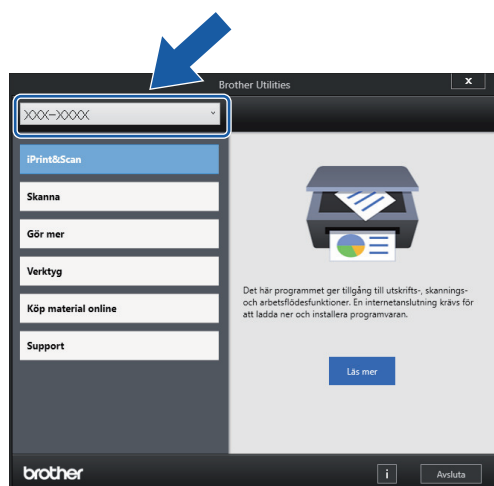 Brother Utilities
X
XXX-XXXX
iPrint&Scan
Skanna
Gör mer
Verktyg
Köp material online
Support
Det här programmet ger tillgång till utskrifts-, skannings-
och arbetsflödesfunktioner. En internetanslutning krävs för
att ladda ner och installera programvaran.
Läs mer
brother
i
Avsluta